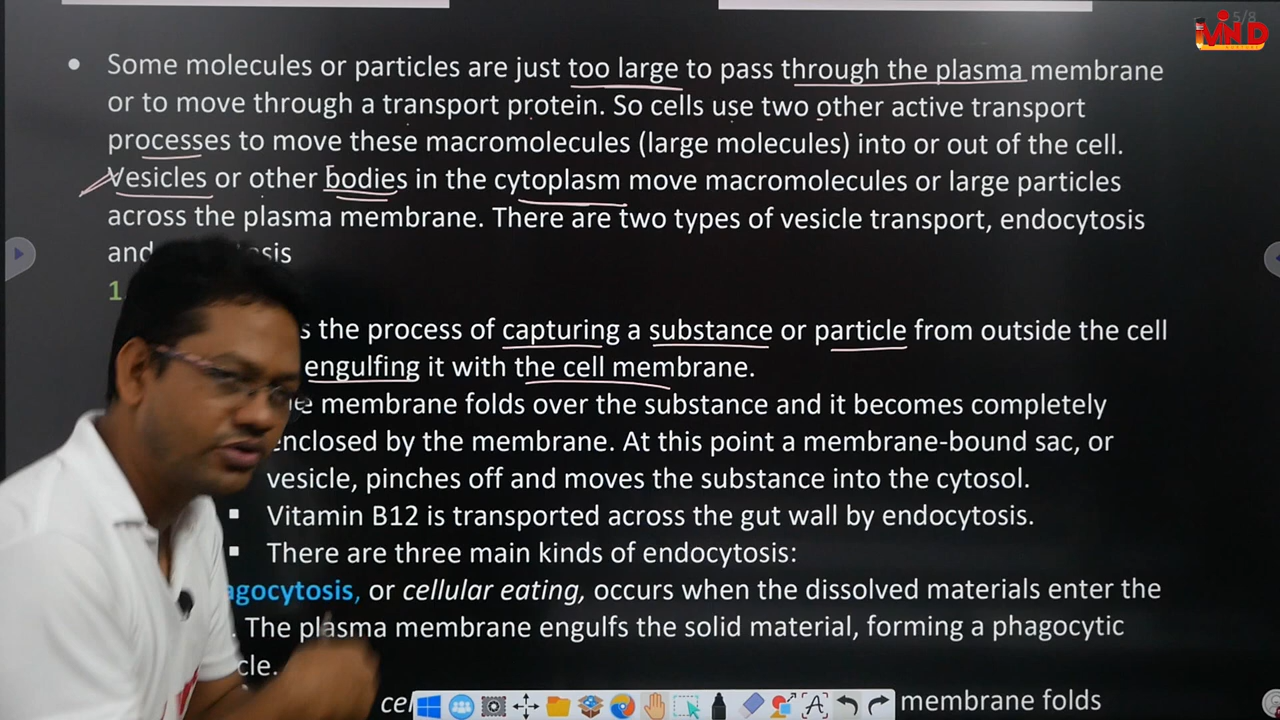 5/8
MIND
Some molecules or particles are just too large to pass through the plasma membrane
or to move through a transport protein. So cells use two other active transport
processes to move these macromolecules (large molecules) into or out of the cell.
Vesicles or other bodies in the cytoplasm move macromolecules or large particles
across the plasma membrane. There are two types of vesicle transport, endocytosis
and
1.
the process of capturing a substance or particle from outside the cell
engulfing it with the cell membrane.
membrane folds over the substance and it becomes completely
enclosed by the membrane. At this point a membrane-bound sac, or
vesicle, pinches off and moves the substance into the cytosol.
Vitamin B12 is transported across the gut wall by endocytosis.
There are three main kinds of endocytosis:
agocytosis, or cellular eating, occurs when the dissolved materials enter the
. The plasma membrane engulfs the solid material, forming a phagocytic
cle.
cel membrane folds